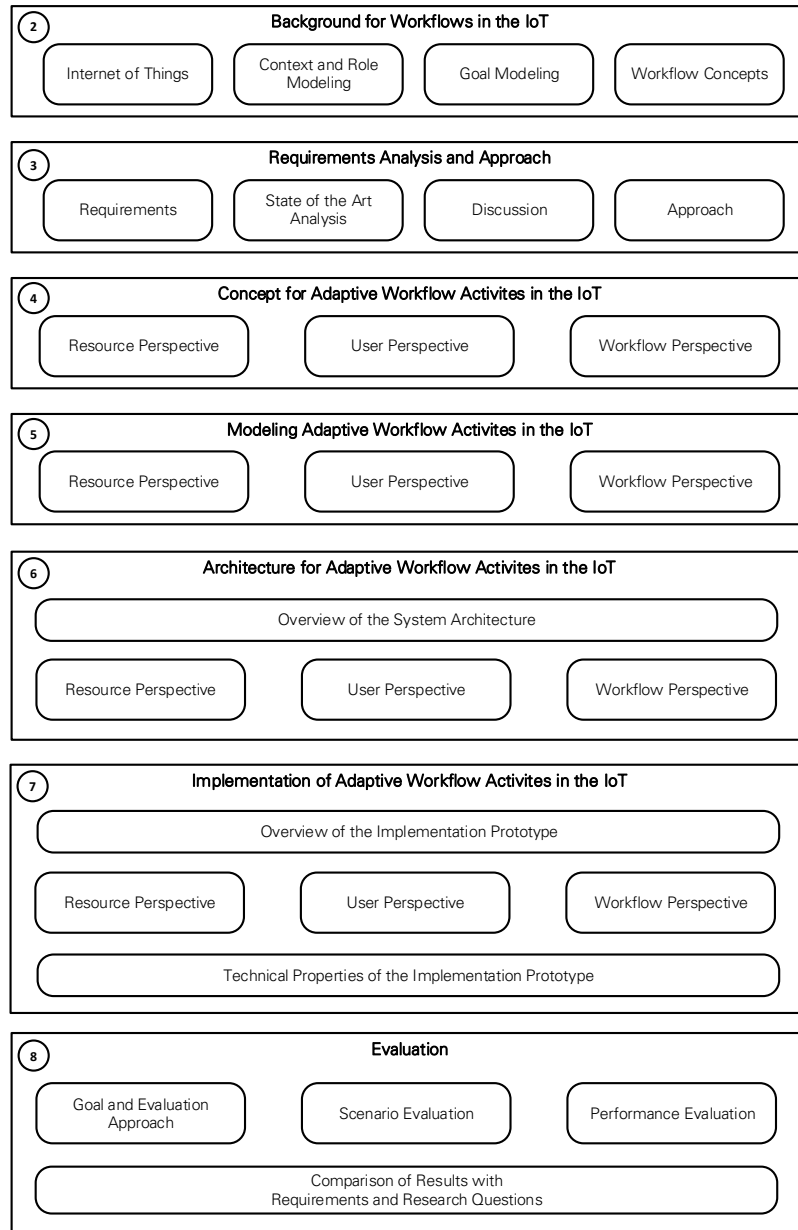 2
Background for Workflows in the IoT
Internet of Things
Context and Role
Modeling
Goal Modeling
Workflow Concepts
3
Requirements Analysis and Approach
Requirements
State of the Art
Analysis
Discussion
Approach
4
Concept for Adaptive Workflow Activites in the IoT
Resource Perspective
User Perspective
Workflow Perspective
5
Modeling Adaptive Workflow Activites in the IoT
Resource Perspective
User Perspective
Workflow Perspective
6
Architecture for Adaptive Workflow Activites in the IoT
Overview of the System Architecture
Resource Perspective
User Perspective
Workflow Perspective
7
Implementation of Adaptive Workflow Activites in the IoT
Overview of the Implementation Prototype
Resource Perspective
User Perspective
Workflow Perspective
Technical Properties of the Implementation Prototype
8
Evaluation
Goal and Evaluation
Approach
Scenario Evaluation
Performance Evaluation
Comparison of Results with
Requirements and Research Questions